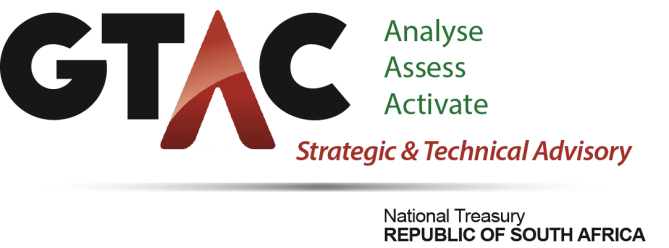 GTAC
Analyse
Assess
Activate
Strategic & Technical Advisory
National Treasury
REPUBLIC OF SOUTH AFRICA